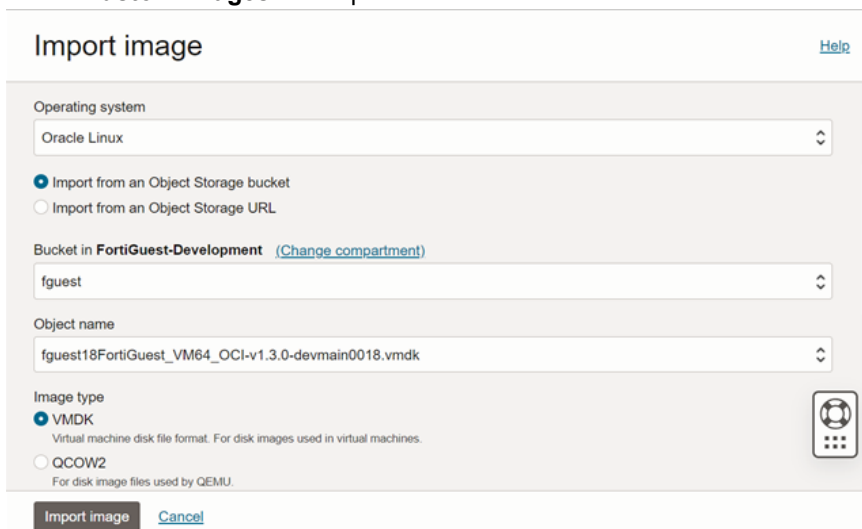 Import image
Help
Operating system
Oracle Linux
Import from an Object Storage bucket
Import from an Object Storage URL
Bucket in FortiGuest-Development (Change compartment)
fguest
Object name
fguest18FortiGuest_VM64_OCI-v1.3.0-devmain0018.vmdk
Image type
VMDK
Virtual machine disk file format. For disk images used in virtual machines.
QCOW2
For disk image files used by QEMU.
Import image Cancel